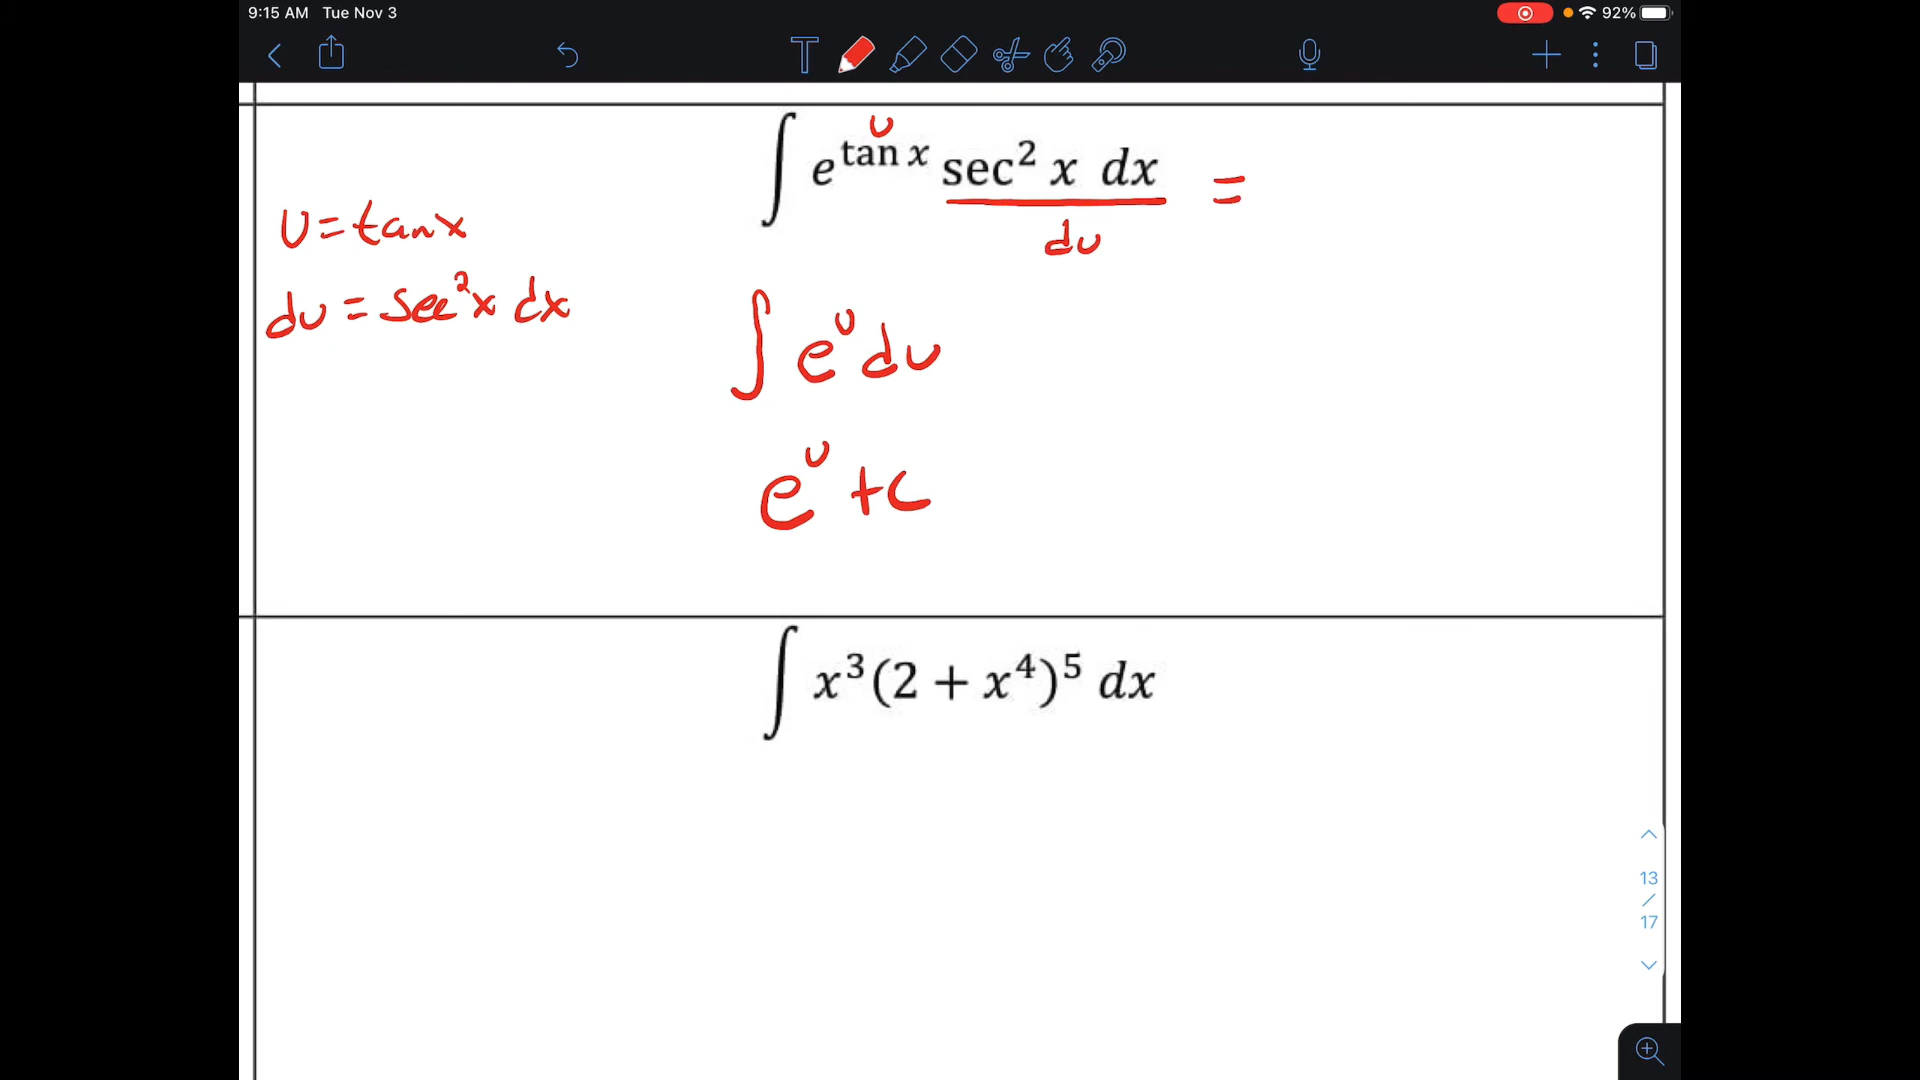 9:15 AM Tue Nov 3
92%
T
u
∫ e^{tan x} sec² x dx =
du
u = tan x
du = sec²x dx
∫ e^u du
e^u + c
∫ x³(2 + x⁴)⁵ dx
13
/
17